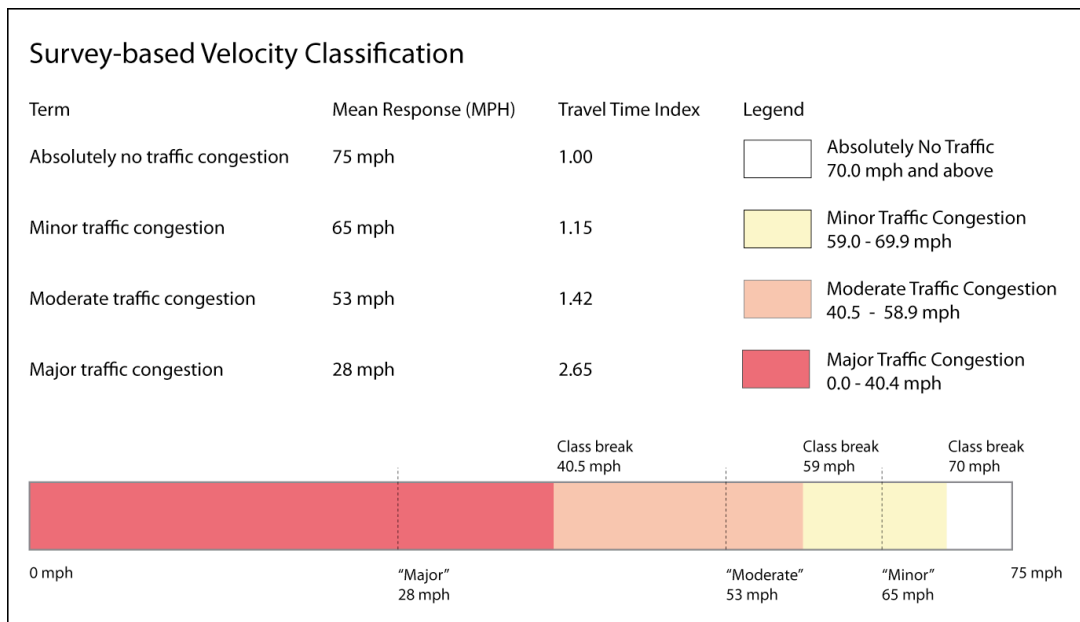 Survey-based Velocity Classification
Term Mean Response (MPH) Travel Time Index Legend
Absolutely no traffic congestion 75 mph 1.00 Absolutely No Traffic
70.0 mph and above
Minor traffic congestion 65 mph 1.15 Minor Traffic Congestion
59.0 - 69.9 mph
Moderate traffic congestion 53 mph 1.42 Moderate Traffic Congestion
40.5 - 58.9 mph
Major traffic congestion 28 mph 2.65 Major Traffic Congestion
0.0 - 40.4 mph
Class break Class break Class break
40.5 mph 59 mph 70 mph
0 mph “Major” “Moderate” “Minor” 75 mph
28 mph 53 mph 65 mph